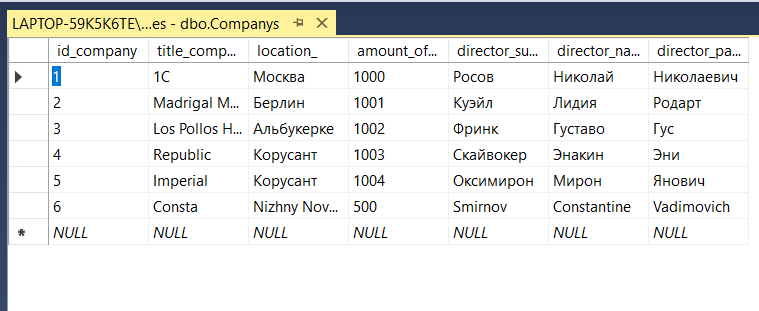 LAPTOP-59K5K6TE\...es - dbo.Companys
id_company title_comp... location_ amount_of... director_su... director_na... director_pa...
1 1C Москва 1000 Росов Николай Николаевич
2 Madrigal M... Берлин 1001 Куэйл Лидия Родарт
3 Los Pollos H... Альбукерке 1002 Фринк Густаво Гус
4 Republic Корусант 1003 Скайвокер Энакин Эни
5 Imperial Корусант 1004 Оксимирон Мирон Янович
6 Consta Nizhny Nov... 500 Smirnov Constantine Vadimovich
NULL NULL NULL NULL NULL NULL NULL